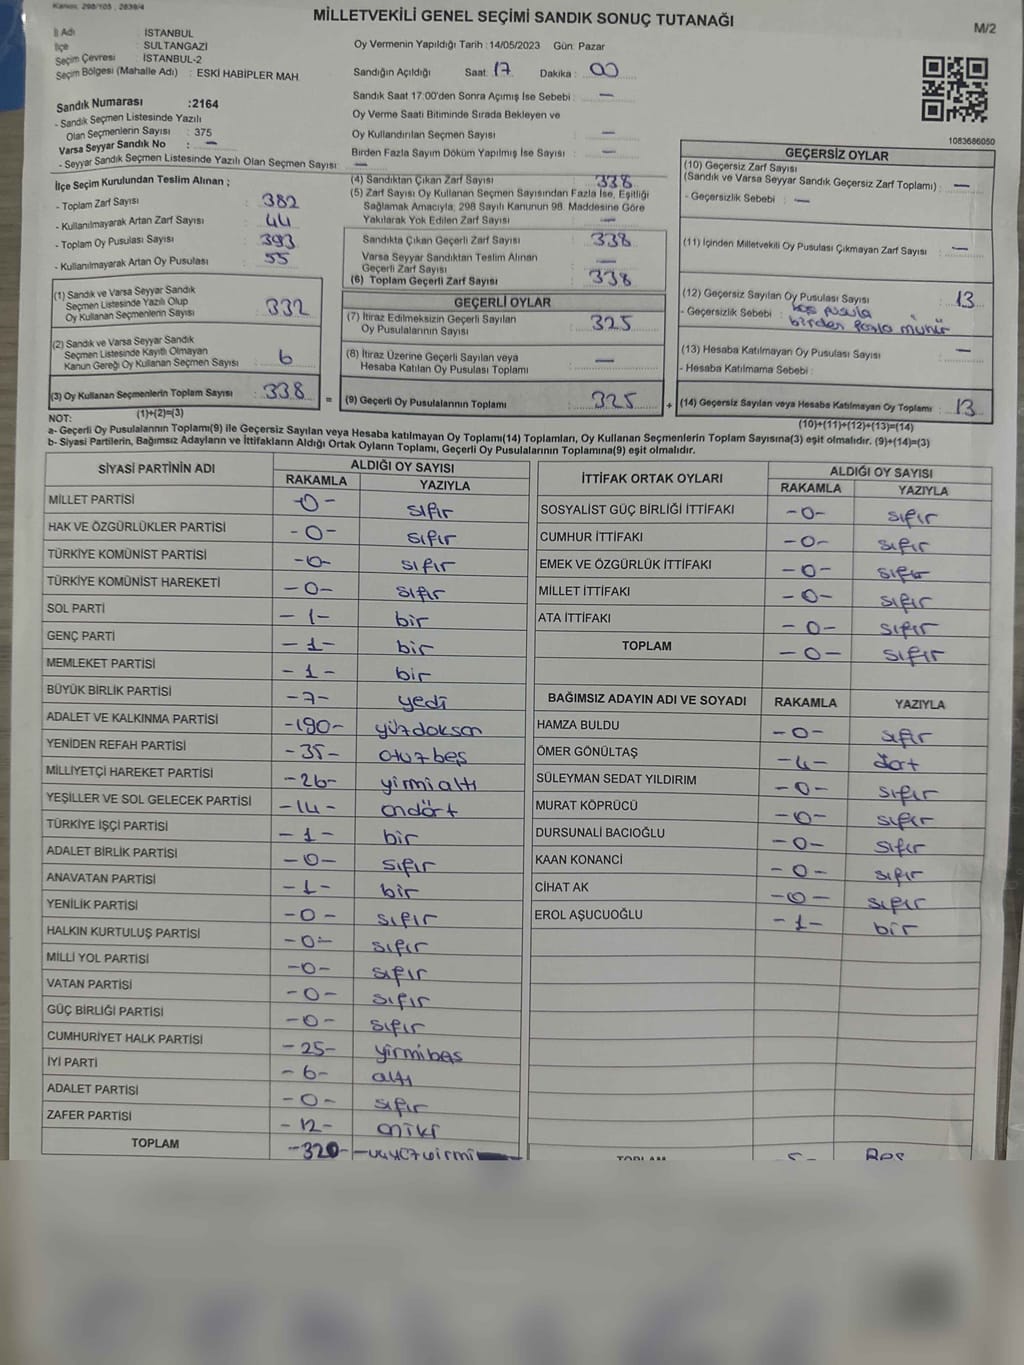 Kanun, 298/105, 2839/4
MİLLETVEKİLİ GENEL SEÇİMİ SANDIK SONUÇ TUTANAĞI
M/2
İl Adı : İSTANBUL
İlçe : SULTANGAZİ
Seçim Çevresi : İSTANBUL-2
Seçim Bölgesi (Mahalle Adı) : ESKİ HABİPLER MAH
Sandık Numarası :2164
- Sandık Seçmen Listesinde Yazılı
Olan Seçmenlerin Sayısı : 375
Varsa Seyyar Sandık No : —
- Seyyar Sandık Seçmen Listesinde Yazılı Olan Seçmen Sayısı : —
Oy Vermenin Yapıldığı Tarih : 14/05/2023 Gün: Pazar
Sandığın Açıldığı Saat: 17 Dakika : 00
Sandık Saat 17:00'den Sonra Açımış İse Sebebi : —
Oy Verme Saati Bitiminde Sırada Bekleyen ve
Oy Kullandırılan Seçmen Sayısı : —
Birden Fazla Sayım Döküm Yapılmış İse Sayısı : —
1083686050
İlçe Seçim Kurulundan Teslim Alınan ;
- Toplam Zarf Sayısı : 382
- Kullanılmayarak Artan Zarf Sayısı : 44
- Toplam Oy Pusulası Sayısı : 393
- Kullanılmayarak Artan Oy Pusulası : 55
(1) Sandık ve Varsa Seyyar Sandık
Seçmen Listesinde Yazılı Olup
Oy Kullanan Seçmenlerin Sayısı : 332
(2) Sandık ve Varsa Seyyar Sandık
Seçmen Listesinde Kayıtlı Olmayan
Kanun Gereği Oy Kullanan Seçmen Sayısı : 6
(3) Oy Kullanan Seçmenlerin Toplam Sayısı : 338
(1)+(2)=(3)
(4) Sandıktan Çıkan Zarf Sayısı : 338
(5) Zarf Sayısı Oy Kullanan Seçmen Sayısından Fazla İse, Eşitliği
Sağlamak Amacıyla, 298 Sayılı Kanunun 98. Maddesine Göre
Yakılarak Yok Edilen Zarf Sayısı : —
Sandıkta Çıkan Geçerli Zarf Sayısı : 338
Varsa Seyyar Sandıktan Teslim Alınan
Geçerli Zarf Sayısı : —
(6) Toplam Geçerli Zarf Sayısı : 338
GEÇERLİ OYLAR
(7) İtiraz Edilmeksizin Geçerli Sayılan
Oy Pusulalarının Sayısı : 325
(8) İtiraz Üzerine Geçerli Sayılan veya
Hesaba Katılan Oy Pusulası Toplamı : —
= (9) Geçerli Oy Pusulalarının Toplamı : 325
GEÇERSİZ OYLAR
(10) Geçersiz Zarf Sayısı
(Sandık ve Varsa Seyyar Sandık Geçersiz Zarf Toplamı) : —
- Geçersizlik Sebebi : —
(11) İçinden Milletvekili Oy Pusulası Çıkmayan Zarf Sayısı : —
(12) Geçersiz Sayılan Oy Pusulası Sayısı : 13
- Geçersizlik Sebebi : boş pusula
birden fazla mühür
(13) Hesaba Katılmayan Oy Pusulası Sayısı : —
- Hesaba Katılmama Sebebi :
+ (14) Geçersiz Sayılan veya Hesaba Katılmayan Oy Toplamı : 13
(10)+(11)+(12)+(13)=(14)
NOT:
a- Geçerli Oy Pusulasının Toplamı(9) ile Geçersiz Sayılan veya Hesaba katılmayan Oy Toplamı(14) Toplamları, Oy Kullanan Seçmenlerin Toplam Sayısına(3) eşit olmalıdır. (9)+(14)=(3)
b- Siyasi Partilerin, Bağımsız Adayların ve İttifakların Aldığı Ortak Oyların Toplamı, Geçerli Oy Pusulalarının Toplamına(9) eşit olmalıdır.
SİYASİ PARTİNİN ADI ALDIĞI OY SAYISI
RAKAMLA YAZIYLA
MİLLET PARTİSİ -0- sıfır
HAK VE ÖZGÜRLÜKLER PARTİSİ -0- sıfır
TÜRKİYE KOMÜNİST PARTİSİ -0- sıfır
TÜRKİYE KOMÜNİST HAREKETİ -0- sıfır
SOL PARTİ -1- bir
GENÇ PARTİ -1- bir
MEMLEKET PARTİSİ -1- bir
BÜYÜK BİRLİK PARTİSİ -7- yedi
ADALET VE KALKINMA PARTİSİ -190- yüzdoksan
YENİDEN REFAH PARTİSİ -35- otuzbeş
MİLLİYETÇİ HAREKET PARTİSİ -26- yirmialtı
YEŞİLLER VE SOL GELECEK PARTİSİ -14- ondört
TÜRKİYE İŞÇİ PARTİSİ -1- bir
ADALET BİRLİK PARTİSİ -0- sıfır
ANAVATAN PARTİSİ -1- bir
YENİLİK PARTİSİ -0- sıfır
HALKIN KURTULUŞ PARTİSİ -0- sıfır
MİLLİ YOL PARTİSİ -0- sıfır
VATAN PARTİSİ -0- sıfır
GÜÇ BİRLİĞİ PARTİSİ -0- sıfır
CUMHURİYET HALK PARTİSİ -25- yirmibeş
İYİ PARTİ -6- altı
ADALET PARTİSİ -0- sıfır
ZAFER PARTİSİ -12- oniki
TOPLAM -320- -üçyüzyirmi
İTTİFAK ORTAK OYLARI ALDIĞI OY SAYISI
RAKAMLA YAZIYLA
SOSYALİST GÜÇ BİRLİĞİ İTTİFAKI -0- sıfır
CUMHUR İTTİFAKI -0- sıfır
EMEK VE ÖZGÜRLÜK İTTİFAKI -0- sıfır
MİLLET İTTİFAKI -0- sıfır
ATA İTTİFAKI -0- sıfır
TOPLAM -0- sıfır
BAĞIMSIZ ADAYIN ADI VE SOYADI RAKAMLA YAZIYLA
HAMZA BULDU -0- sıfır
ÖMER GÖNÜLTAŞ -4- dört
SÜLEYMAN SEDAT YILDIRIM -0- sıfır
MURAT KÖPRÜCÜ -0- sıfır
DURSUNALİ BACIOĞLU -0- sıfır
KAAN KONANCİ -0- sıfır
CİHAT AK -0- sıfır
EROL AŞUCUOĞLU -1- bir
TOPLAM 5- Beş